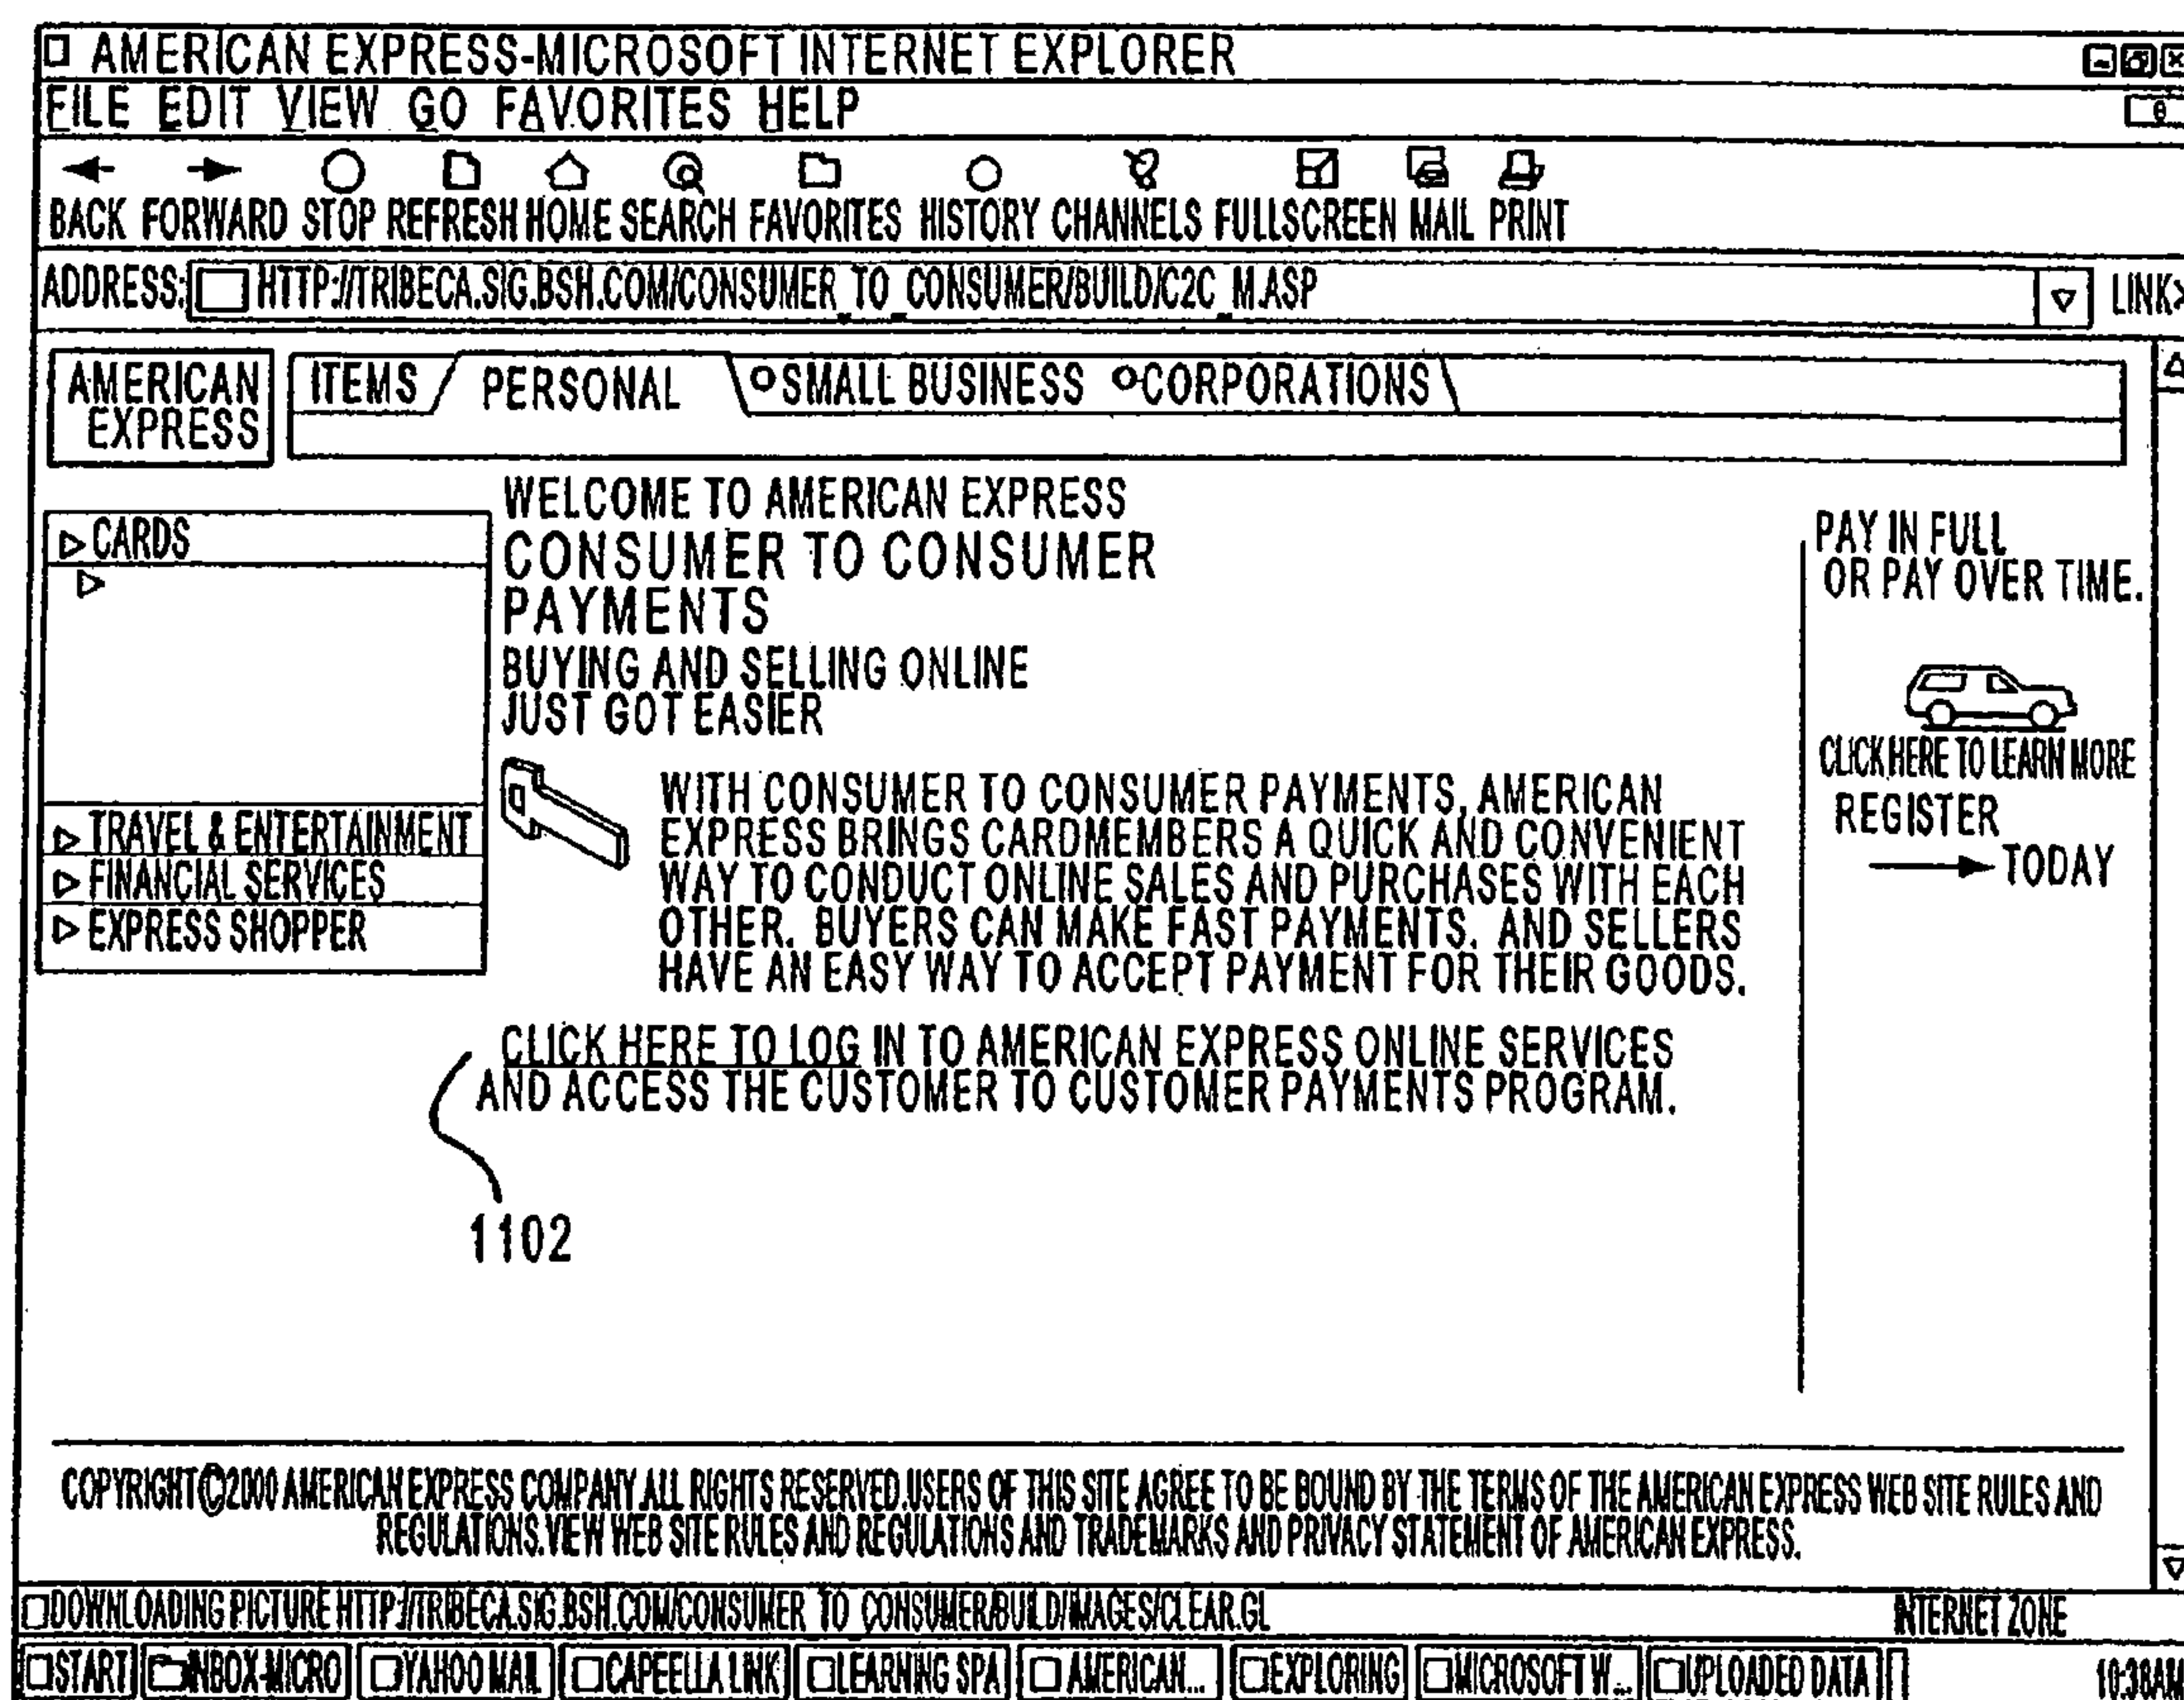 AMERICAN EXPRESS-MICROSOFT INTERNET EXPLORER
FILE EDIT VIEW GO FAVORITES HELP
BACK FORWARD STOP REFRESH HOME SEARCH FAVORITES HISTORY CHANNELS FULLSCREEN MAIL PRINT
ADDRESS: HTTP://TRIBECA.SIG.BSH.COM/CONSUMER_TO_CONSUMER/BUILD/C2C_M.ASP LINK>
AMERICAN
EXPRESS
ITEMS PERSONAL SMALL BUSINESS CORPORATIONS
CARDS
TRAVEL & ENTERTAINMENT
FINANCIAL SERVICES
EXPRESS SHOPPER
WELCOME TO AMERICAN EXPRESS
CONSUMER TO CONSUMER
PAYMENTS
BUYING AND SELLING ONLINE
JUST GOT EASIER
WITH CONSUMER TO CONSUMER PAYMENTS, AMERICAN
EXPRESS BRINGS CARDMEMBERS A QUICK AND CONVENIENT
WAY TO CONDUCT ONLINE SALES AND PURCHASES WITH EACH
OTHER. BUYERS CAN MAKE FAST PAYMENTS. AND SELLERS
HAVE AN EASY WAY TO ACCEPT PAYMENT FOR THEIR GOODS.
CLICK HERE TO LOG IN TO AMERICAN EXPRESS ONLINE SERVICES
AND ACCESS THE CUSTOMER TO CUSTOMER PAYMENTS PROGRAM.
1102
PAY IN FULL
OR PAY OVER TIME.
CLICK HERE TO LEARN MORE
REGISTER
TODAY
COPYRIGHT©2000 AMERICAN EXPRESS COMPANY.ALL RIGHTS RESERVED.USERS OF THIS SITE AGREE TO BE BOUND BY THE TERMS OF THE AMERICAN EXPRESS WEB SITE RULES AND
REGULATIONS.VIEW WEB SITE RULES AND REGULATIONS AND TRADEMARKS AND PRIVACY STATEMENT OF AMERICAN EXPRESS.
DOWNLOADING PICTURE HTTP://TRIBECA.SIG.BSH.COM/CONSUMER TO CONSUMER/BUILD/IMAGES/CLEAR.GL INTERNET ZONE
START INBOX-MICRO YAHOO MAIL CAPEELLA LINK LEARNING SPA AMERICAN... EXPLORING MICROSOFT W... UPLOADED DATA 10:38AM